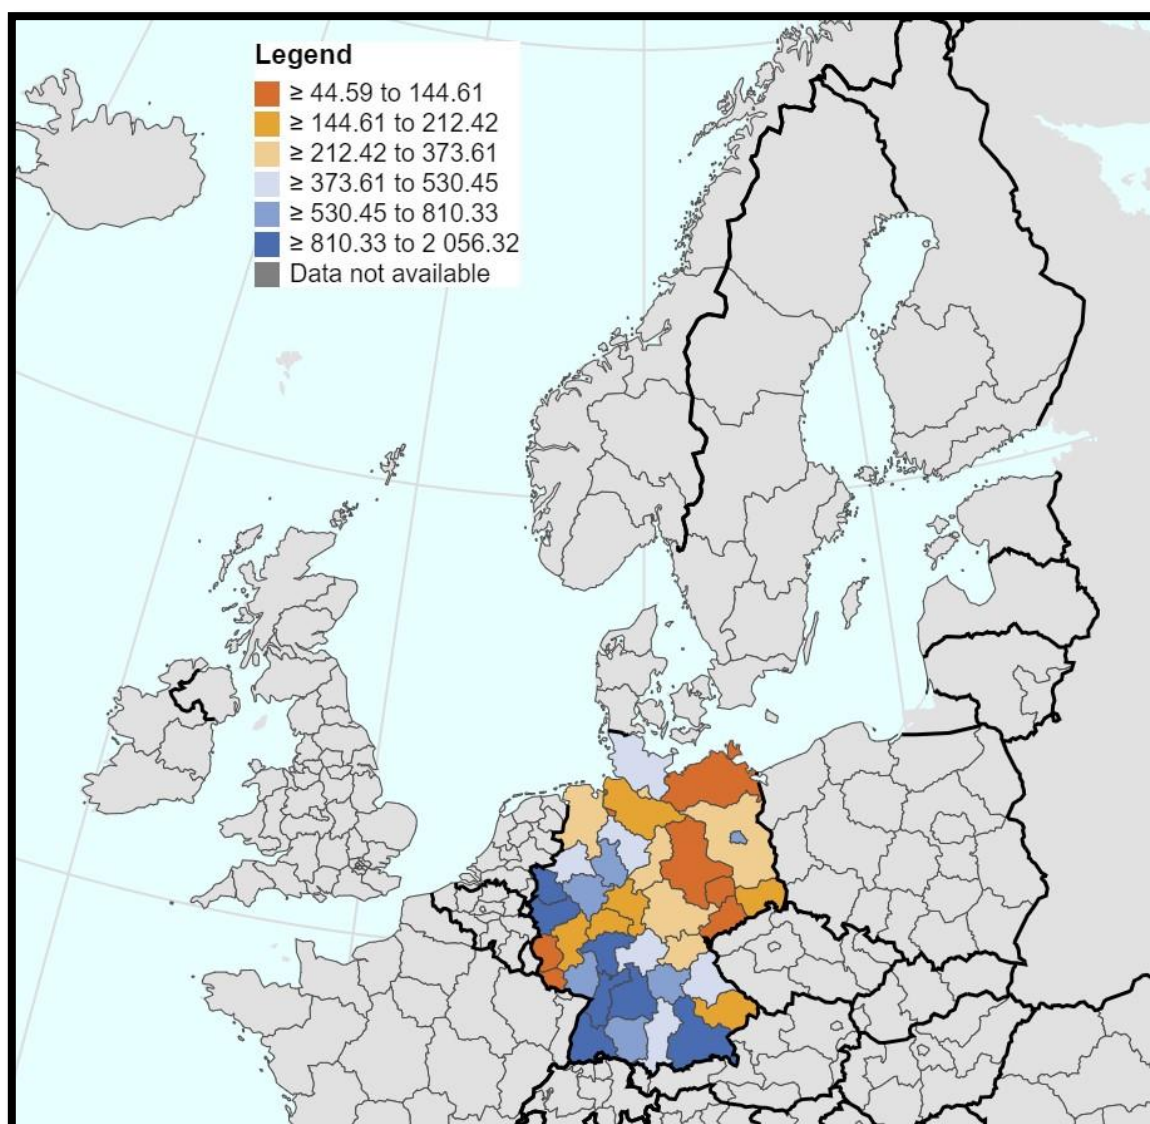 Legend
≥ 44.59 to 144.61
≥ 144.61 to 212.42
≥ 212.42 to 373.61
≥ 373.61 to 530.45
≥ 530.45 to 810.33
≥ 810.33 to 2 056.32
Data not available